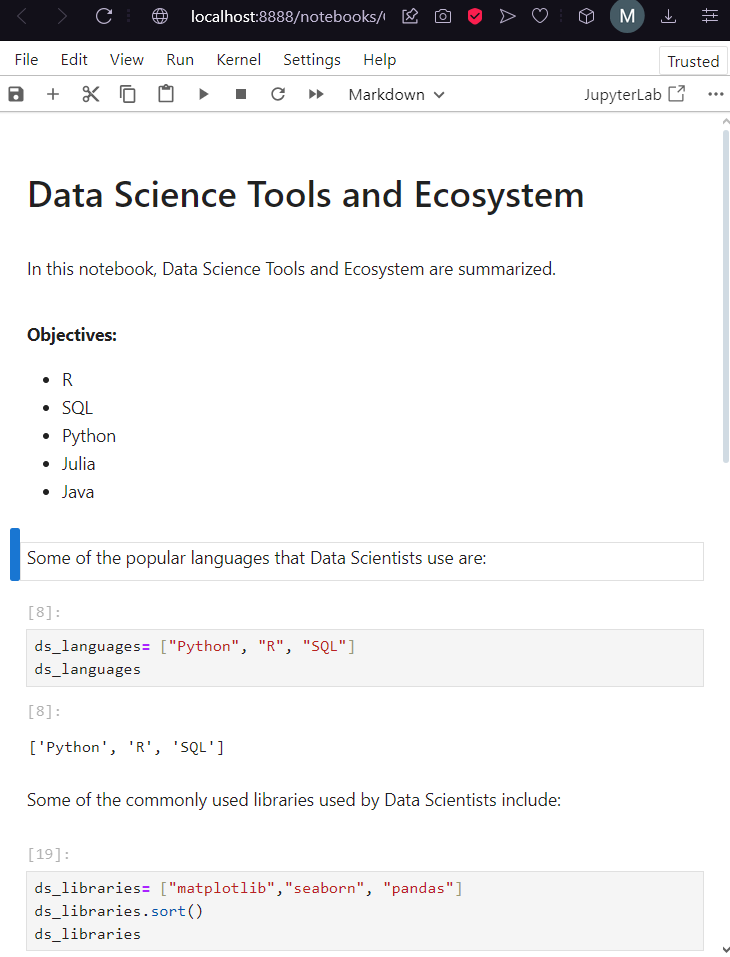 localhost:8888/notebooks/
M
File Edit View Run Kernel Settings Help Trusted
Markdown JupyterLab
Data Science Tools and Ecosystem
In this notebook, Data Science Tools and Ecosystem are summarized.
Objectives:
• R
• SQL
• Python
• Julia
• Java
Some of the popular languages that Data Scientists use are:
[8]:
ds_languages= ["Python", "R", "SQL"]
ds_languages
[8]:
['Python', 'R', 'SQL']
Some of the commonly used libraries used by Data Scientists include:
[19]:
ds_libraries= ["matplotlib","seaborn", "pandas"]
ds_libraries.sort()
ds_libraries